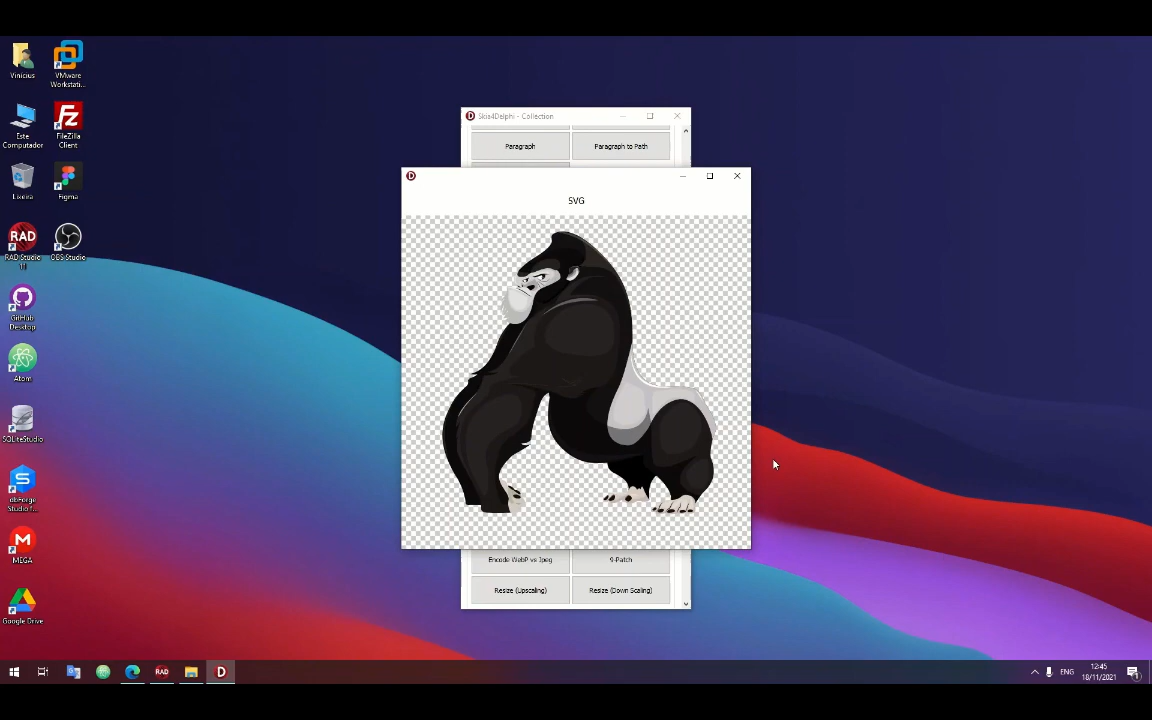 Vinicius
VMware
Workstati...
Este
Computador
FileZilla
Client
Lixeira
Figma
RAD
RAD Studio
11
OBS Studio
GitHub
Desktop
Atom
SQLiteStudio
dbForge
Studio f...
MEGA
Google Drive
Skia4Delphi - Collection
Paragraph
Paragraph to Path
SVG
Encode WebP vs Jpeg
9-Patch
Resize (Upscaling)
Resize (Down Scaling)
RAD
D
ENG
12:45
18/11/2021